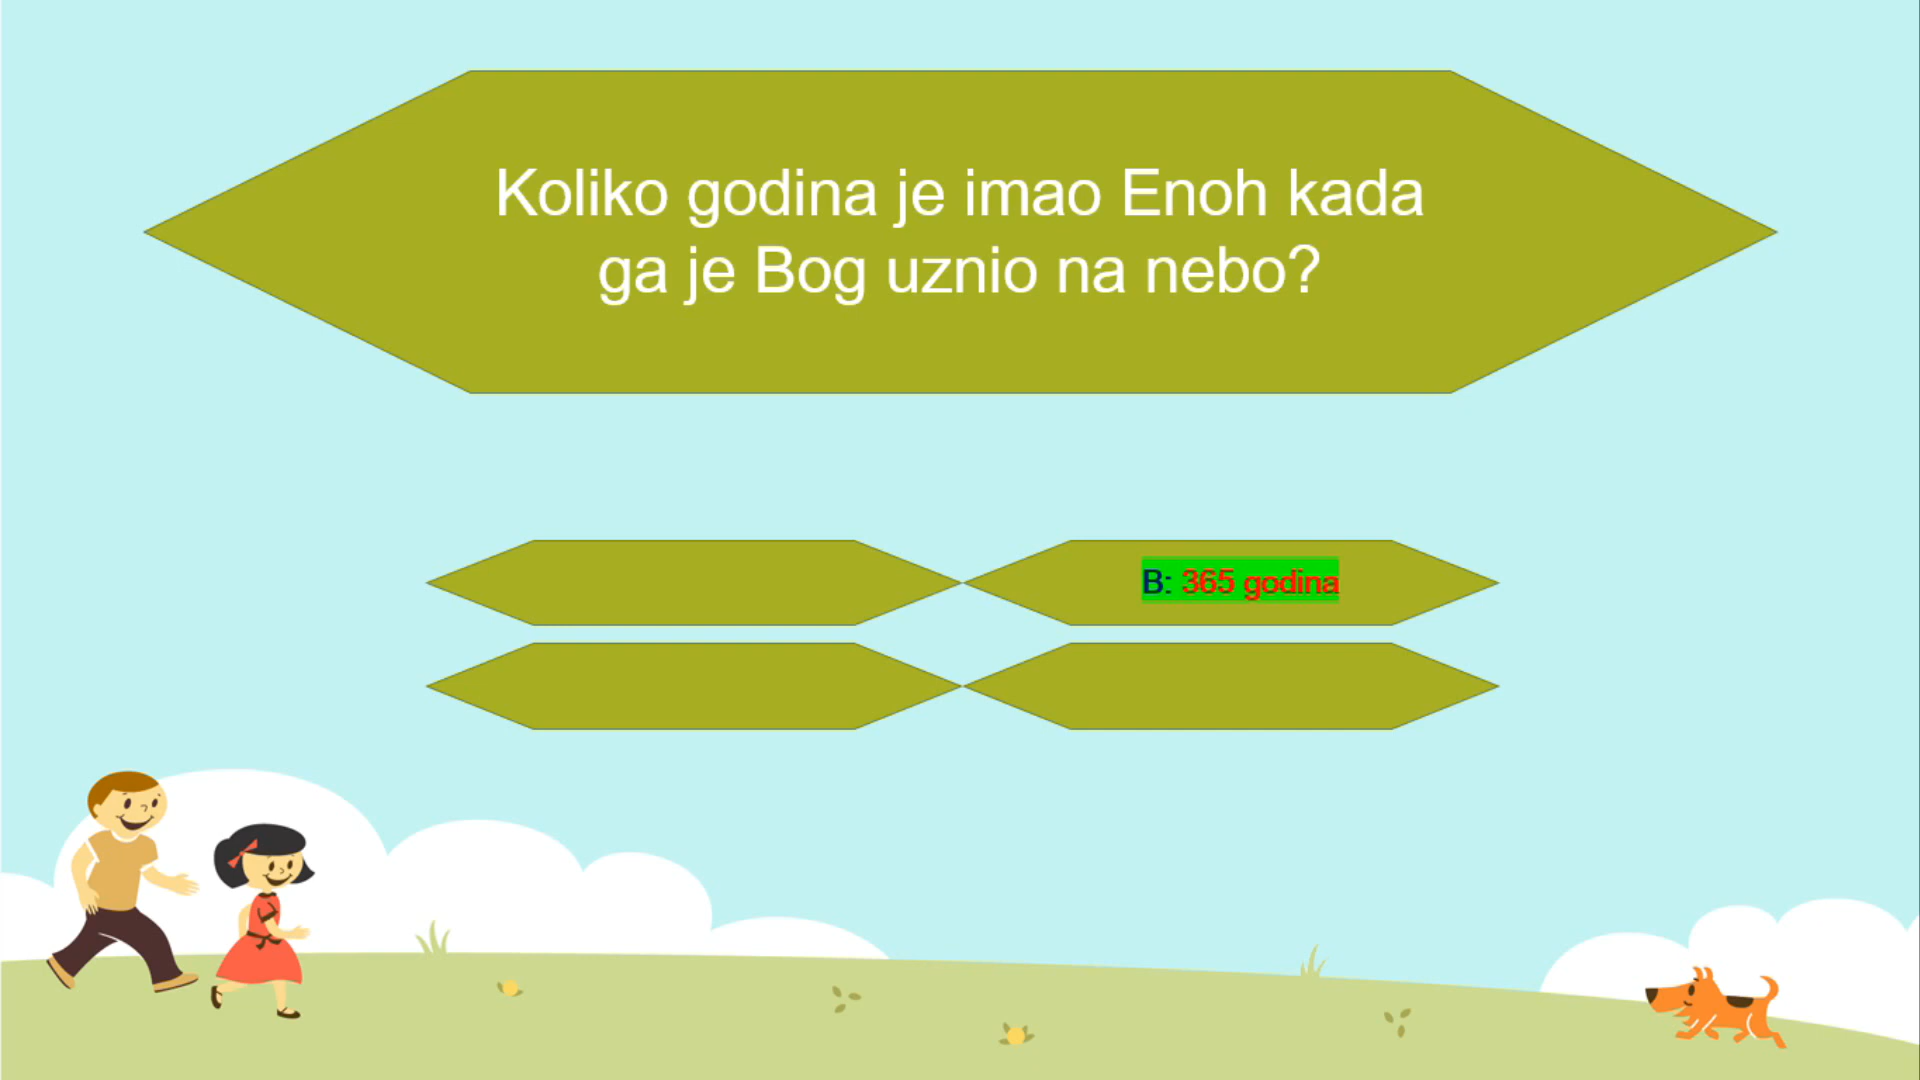 Koliko godina je imao Enoh kada
ga je Bog uznio na nebo?
B: 365 godina